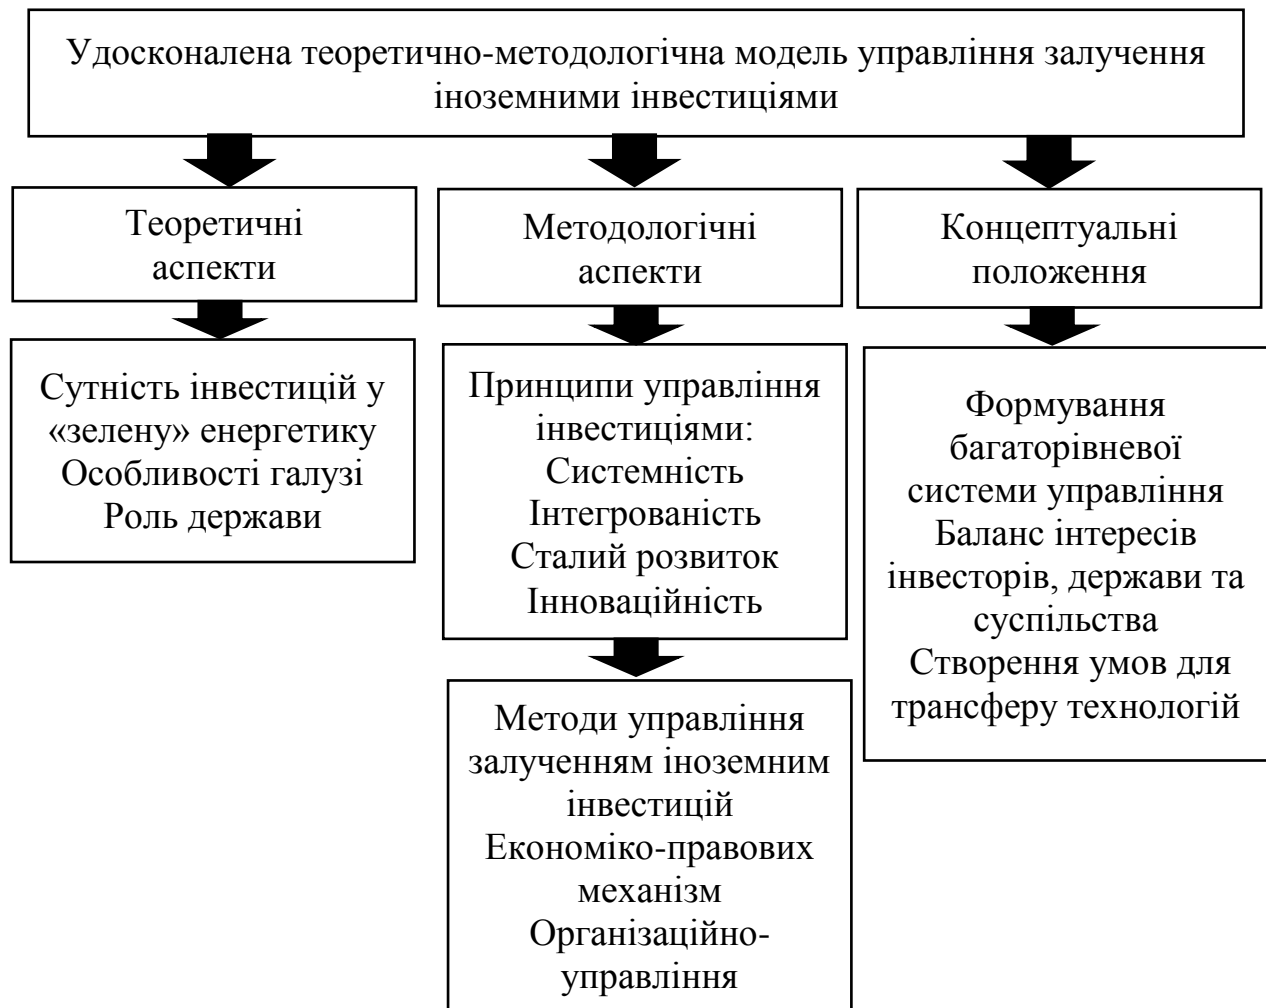 Удосконалена теоретично-методологічна модель управління залучення
іноземними інвестиціями
Теоретичні
аспекти
Методологічні
аспекти
Концептуальні
положення
Сутність інвестицій у
«зелену» енергетику
Особливості галузі
Роль держави
Принципи управління
інвестиціями:
Системність
Інтегрованість
Сталий розвиток
Інноваційність
Формування
багаторівневої
системи управління
Баланс інтересів
інвесторів, держави та
суспільства
Створення умов для
трансферу технологій
Методи управління
залученням іноземним
інвестицій
Економіко-правових
механізм
Організаційно-
управління